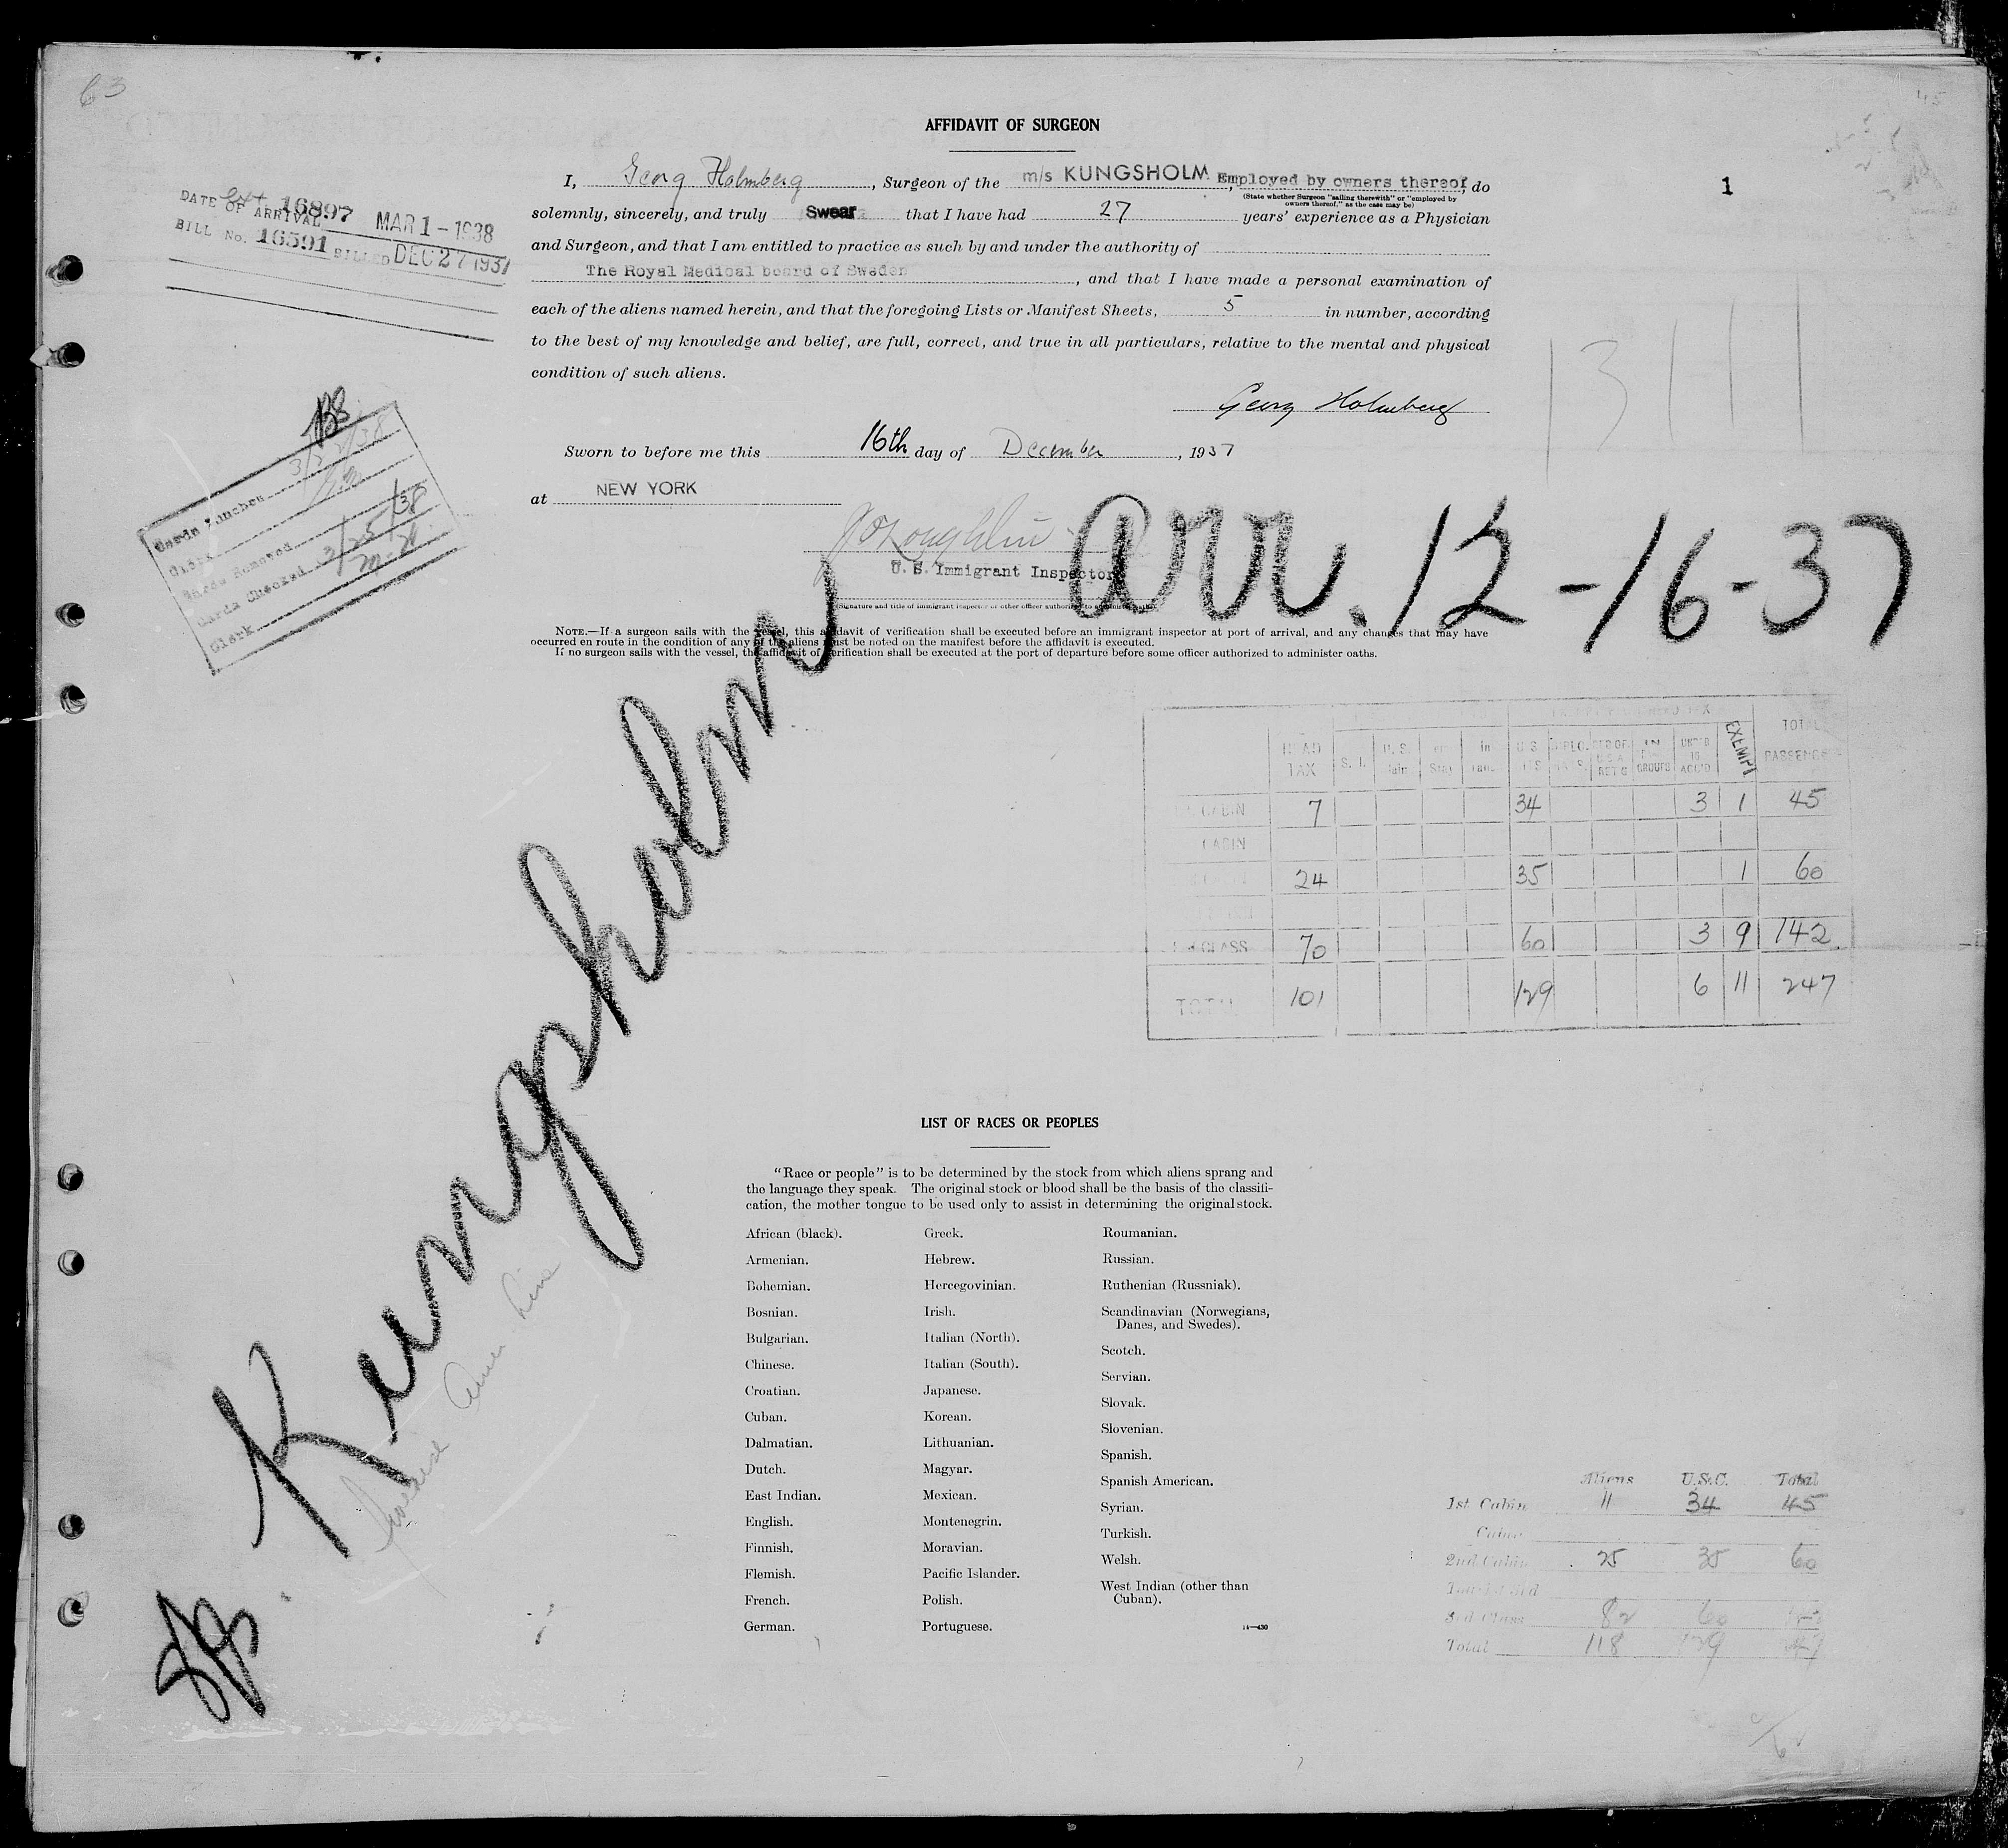 63
AFFIDAVIT OF SURGEON
1
I, Georg Holmberg, Surgeon of the m/s KUNGSHOLM, Employed by owners thereof, do
(State whether Surgeon "sailing therewith" or "employed by
owners thereof," as the case may be)
solemnly, sincerely, and truly Swear that I have had 27 years' experience as a Physician
and Surgeon, and that I am entitled to practice as such by and under the authority of
The Royal Medical board of Sweden, and that I have made a personal examination of
each of the aliens named herein, and that the foregoing Lists or Manifest Sheets, 5 in number, according
to the best of my knowledge and belief, are full, correct, and true in all particulars, relative to the mental and physical
condition of such aliens.
Georg Holmberg
Sworn to before me this 16th day of December, 1937
at NEW YORK
U. S. Immigrant Inspector
(Signature and title of immigrant inspector or other officer authorized to administer
NOTE.—If a surgeon sails with the vessel, this affidavit of verification shall be executed before an immigrant inspector at port of arrival, and any changes that may have
occurred en route in the condition of any of the aliens must be noted on the manifest before the affidavit is executed.
If no surgeon sails with the vessel, the affidavit of verification shall be executed at the port of departure before some officer authorized to administer oaths.
DATE OF ARRIVAL 16897 MAR 1 - 1938
BILL No. 16591 BILLED DEC 27 1937
Cards Punched
Cards Removed
Cards Checked 3/25/38
Clerk
arr. 12-16-37
Kungsholm
HEAD TAX S. I. U. S. EXEMPT TOTAL PASSENGERS
CABIN 7 34 3 1 45
CABIN
24 35 1 60
CLASS 70 60 3 9 142
TOTAL 101 129 6 11 247
LIST OF RACES OR PEOPLES
"Race or people" is to be determined by the stock from which aliens sprang and
the language they speak. The original stock or blood shall be the basis of the classifi-
cation, the mother tongue to be used only to assist in determining the original stock.
African (black).
Armenian.
Bohemian.
Bosnian.
Bulgarian.
Chinese.
Croatian.
Cuban.
Dalmatian.
Dutch.
East Indian.
English.
Finnish.
Flemish.
French.
German.
Greek.
Hebrew.
Hercegovinian.
Irish.
Italian (North).
Italian (South).
Japanese.
Korean.
Lithuanian.
Magyar.
Mexican.
Montenegrin.
Moravian.
Pacific Islander.
Polish.
Portuguese.
Roumanian.
Russian.
Ruthenian (Russniak).
Scandinavian (Norwegians,
Danes, and Swedes).
Scotch.
Servian.
Slovak.
Slovenian.
Spanish.
Spanish American.
Syrian.
Turkish.
Welsh.
West Indian (other than
Cuban).
14—430
Aliens U.S.C. Total
1st Cabin 11 34 45
Cabin
2nd Cabin 25 35 60
3rd Class 82 60
Total 118 129